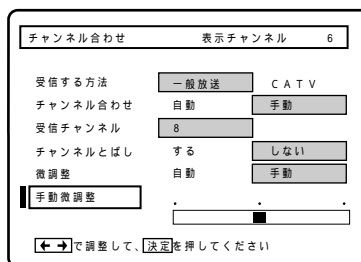 チャンネル合わせ 表示チャンネル 6
受信する方法 一般放送 CATV
チャンネル合わせ 自動 手動
受信チャンネル 8
チャンネルとばし する しない
微調整 自動 手動
手動微調整
← → で調整して、決定を押してください